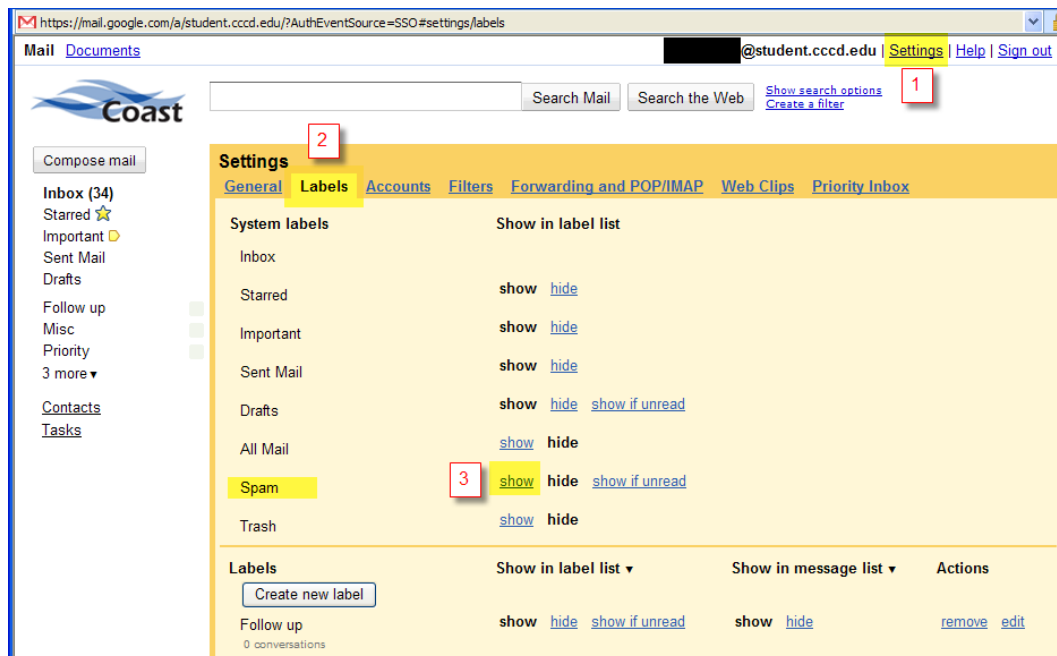 https://mail.google.com/a/student.cccd.edu/?AuthEventSource=SSO#settings/labels
Mail Documents
@student.cccd.edu | Settings | Help | Sign out
1
Coast
Search Mail Search the Web Show search options
Create a filter
Compose mail
Inbox (34)
Starred
Important
Sent Mail
Drafts
Follow up
Misc
Priority
3 more ▾
Contacts
Tasks
2
Settings
General Labels Accounts Filters Forwarding and POP/IMAP Web Clips Priority Inbox
System labels Show in label list
Inbox
Starred show hide
Important show hide
Sent Mail show hide
Drafts show hide show if unread
All Mail show hide
Spam 3 show hide show if unread
Trash show hide
Labels Show in label list ▾ Show in message list ▾ Actions
Create new label
Follow up show hide show if unread show hide remove edit
0 conversations